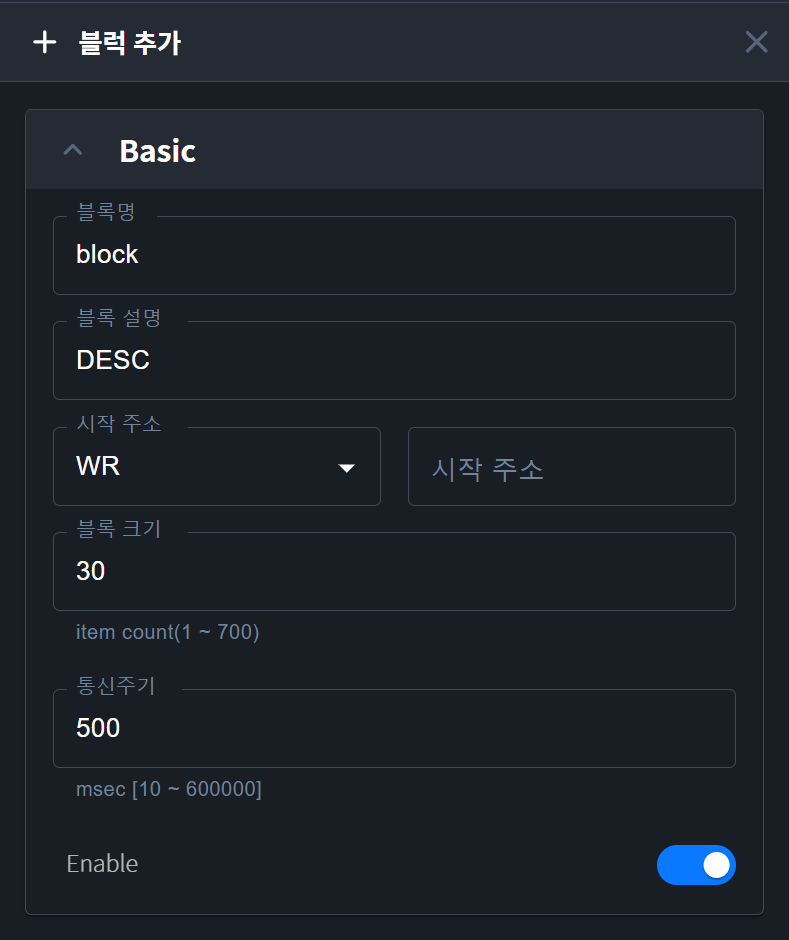 블럭 추가
Basic
블록명
block
블록 설명
DESC
시작 주소
WR
시작 주소
블록 크기
30
item count(1 ~ 700)
통신주기
500
msec [10 ~ 600000]
Enable